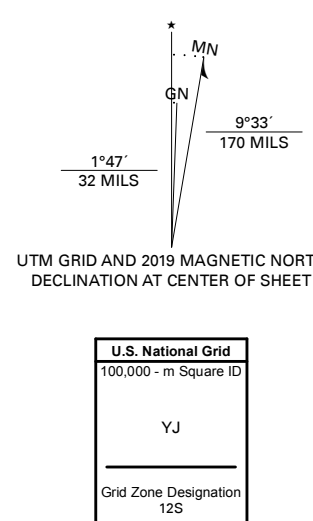 ★
MN
GN
9°33´
170 MILS
1°47´
32 MILS
UTM GRID AND 2019 MAGNETIC NORT
DECLINATION AT CENTER OF SHEET
U.S. National Grid
100,000 - m Square ID
YJ
Grid Zone Designation
12S